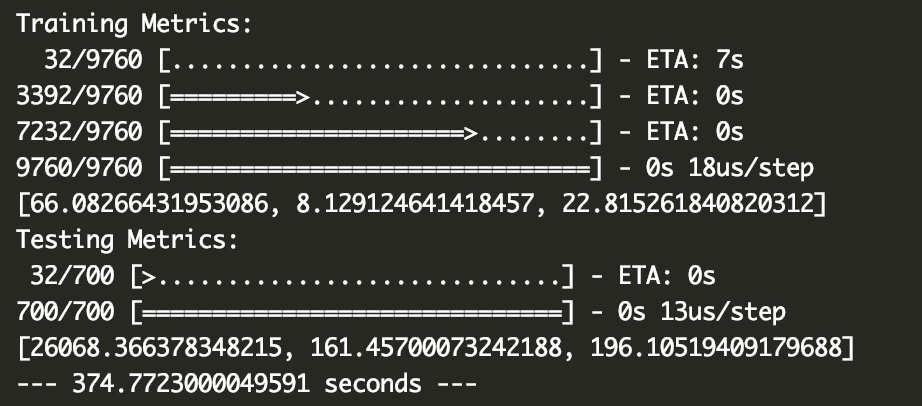 Training Metrics:
32/9760 [..............................] - ETA: 7s
3392/9760 [=========>....................] - ETA: 0s
7232/9760 [=====================>........] - ETA: 0s
9760/9760 [==============================] - 0s 18us/step
[66.08266431953086, 8.129124641418457, 22.815261840820312]
Testing Metrics:
32/700 [>.............................] - ETA: 0s
700/700 [==============================] - 0s 13us/step
[26068.366378348215, 161.45700073242188, 196.10519409179688]
--- 374.7723000049591 seconds ---